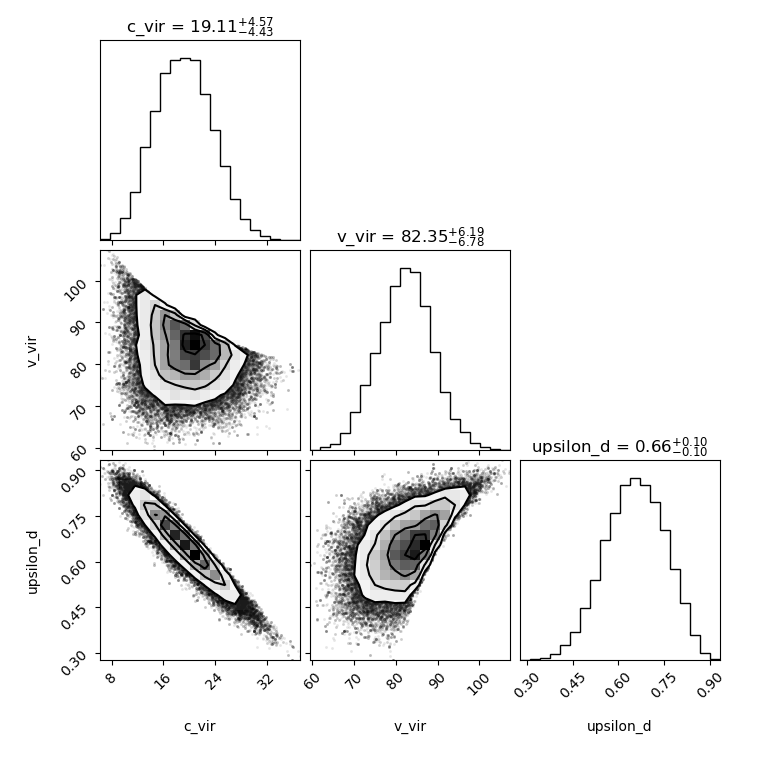 c_vir = 19.11+4.57−4.43
v_vir = 82.35+6.19−6.78
100
90
80
70
60
v_vir
upsilon_d = 0.66+0.10−0.10
0.90
0.75
0.60
0.45
0.30
upsilon_d
8 16 24 32 60 70 80 90 100 0.30 0.45 0.60 0.75 0.90
c_vir v_vir upsilon_d